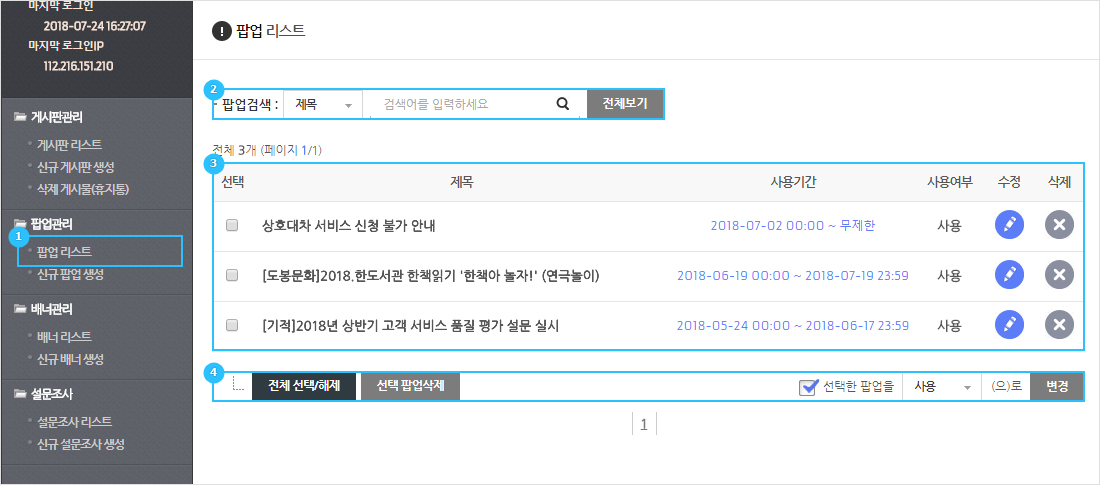 마지막 로그인
2018-07-24 16:27:07
마지막 로그인IP
112.216.151.210
게시판관리
게시판 리스트
신규 게시판 생성
삭제 게시물(휴지통)
팝업관리
1
팝업 리스트
신규 팝업 생성
배너관리
배너 리스트
신규 배너 생성
설문조사
설문조사 리스트
신규 설문조사 생성
! 팝업 리스트
2
팝업검색 : 제목 검색어를 입력하세요 전체보기
전체 3개 (페이지 1/1)
3
선택 제목 사용기간 사용여부 수정 삭제
상호대차 서비스 신청 불가 안내 2018-07-02 00:00 ~ 무제한 사용
[도봉문화]2018.한도서관 한책읽기 '한책아 놀자!' (연극놀이) 2018-06-19 00:00 ~ 2018-07-19 23:59 사용
[기적]2018년 상반기 고객 서비스 품질 평가 설문 실시 2018-05-24 00:00 ~ 2018-06-17 23:59 사용
4
전체 선택/해제 선택 팝업삭제 선택한 팝업을 사용 (으)로 변경
1